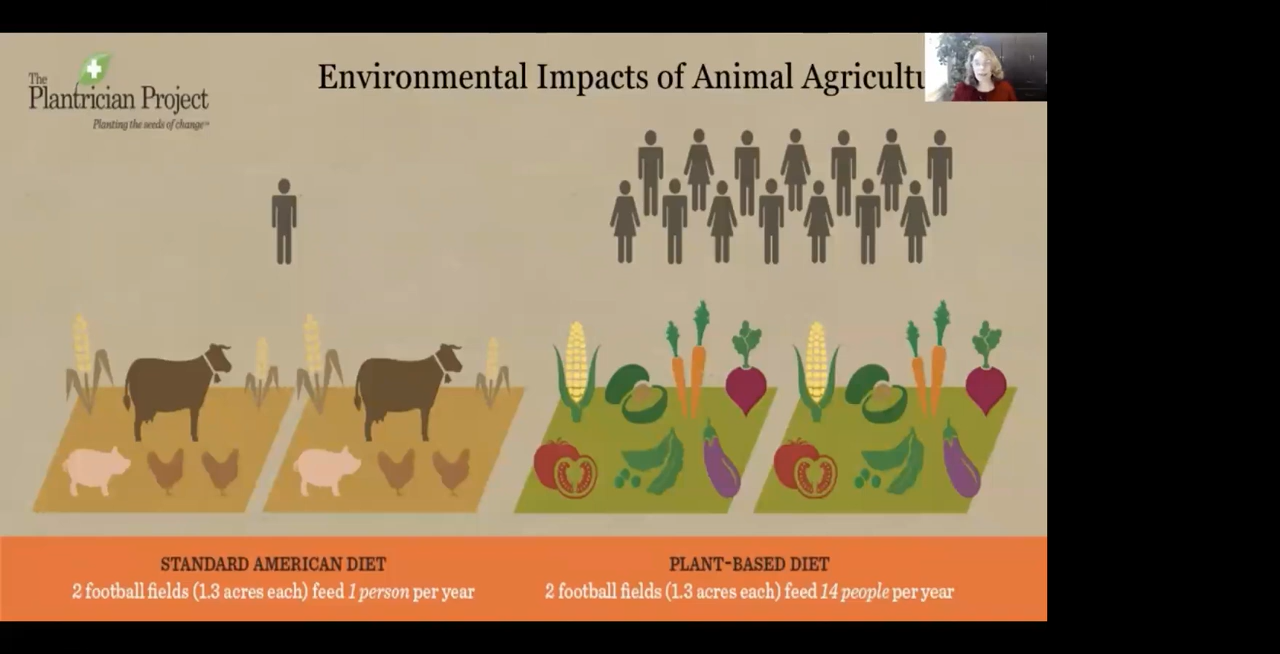 The
Plantrician Project
Planting the seeds of change™
Environmental Impacts of Animal Agricultu
STANDARD AMERICAN DIET
2 football fields (1.3 acres each) feed 1 person per year
PLANT-BASED DIET
2 football fields (1.3 acres each) feed 14 people per year